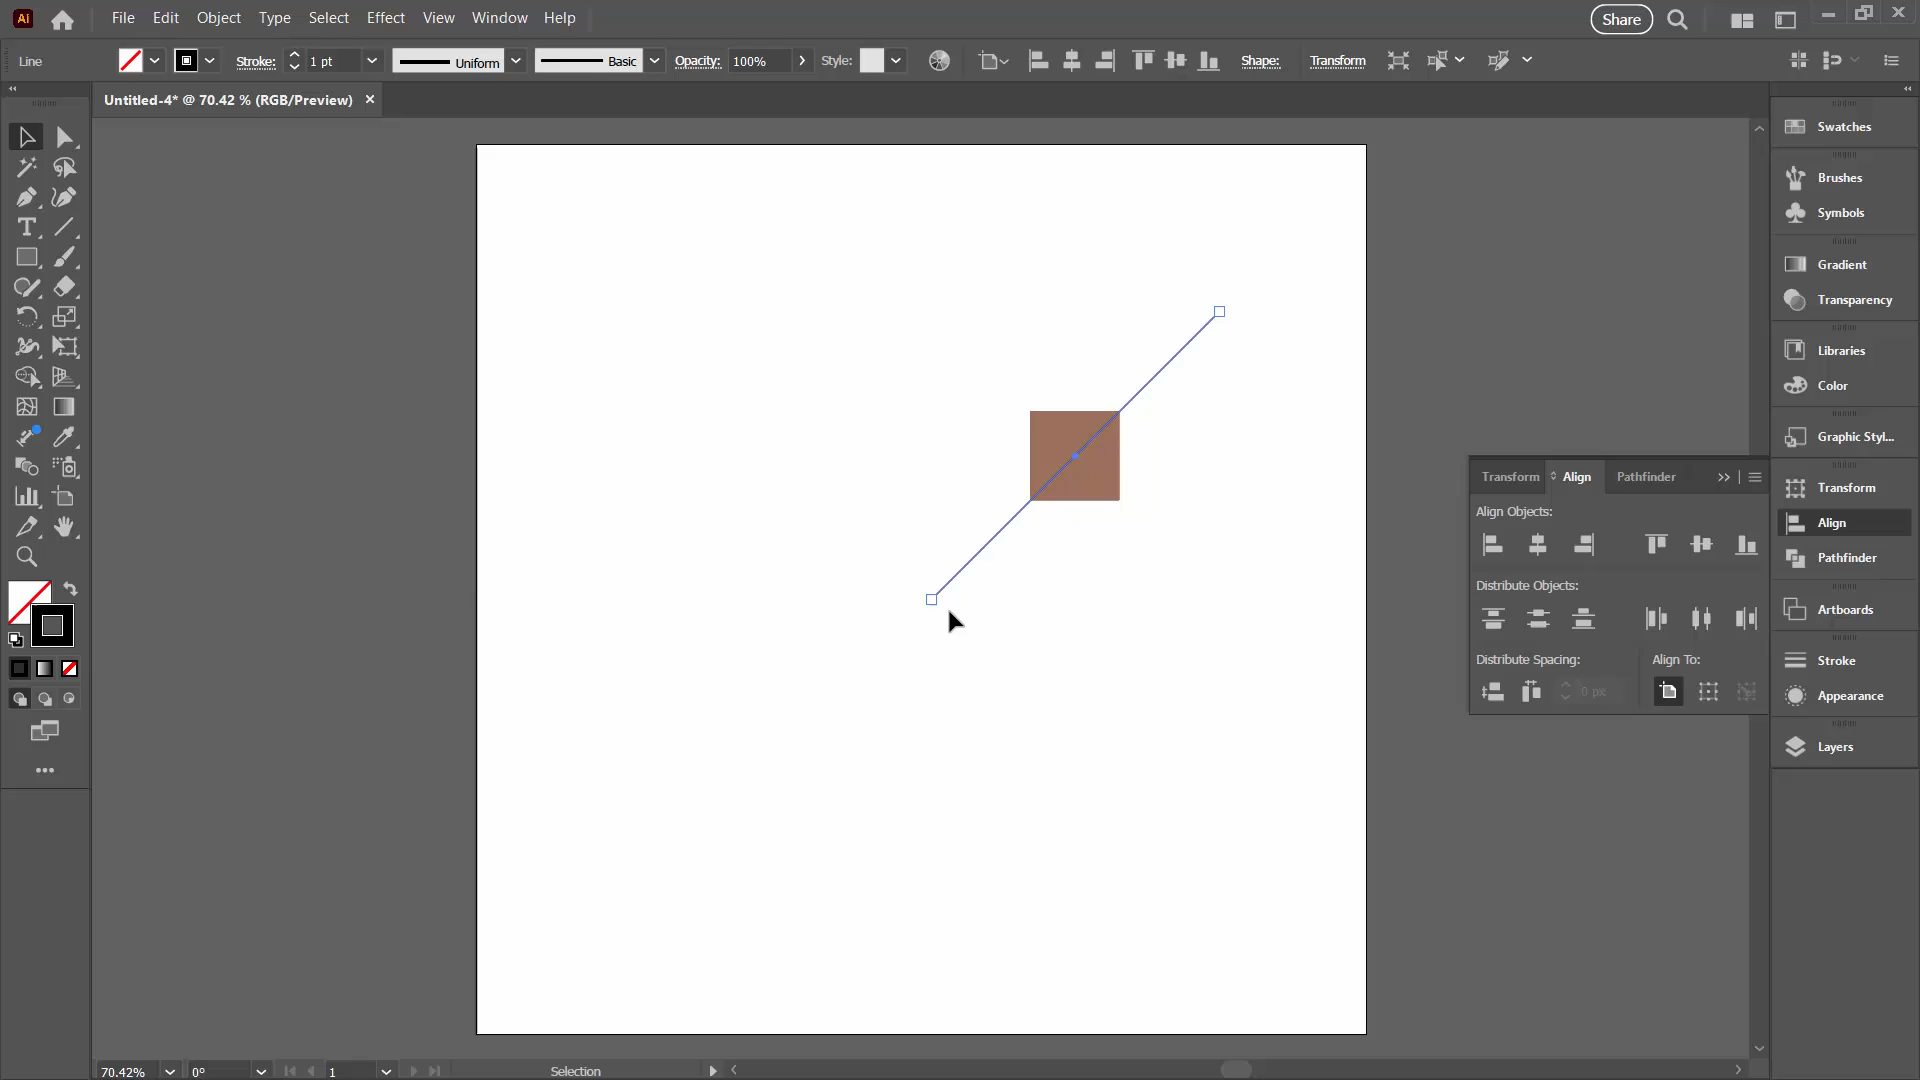 Ai File Edit Object Type Select Effect View Window Help Share
Line Stroke: 1 pt Uniform Basic Opacity: 100% Style: Shape: Transform
Untitled-4* @ 70.42 % (RGB/Preview)
Swatches
Brushes
Symbols
Gradient
Transparency
Libraries
Color
Graphic Styl...
Transform
Align
Pathfinder
Artboards
Stroke
Appearance
Layers
Transform Align Pathfinder
Align Objects:
Distribute Objects:
Distribute Spacing: Align To:
0 px
70.42% 0° 1 Selection